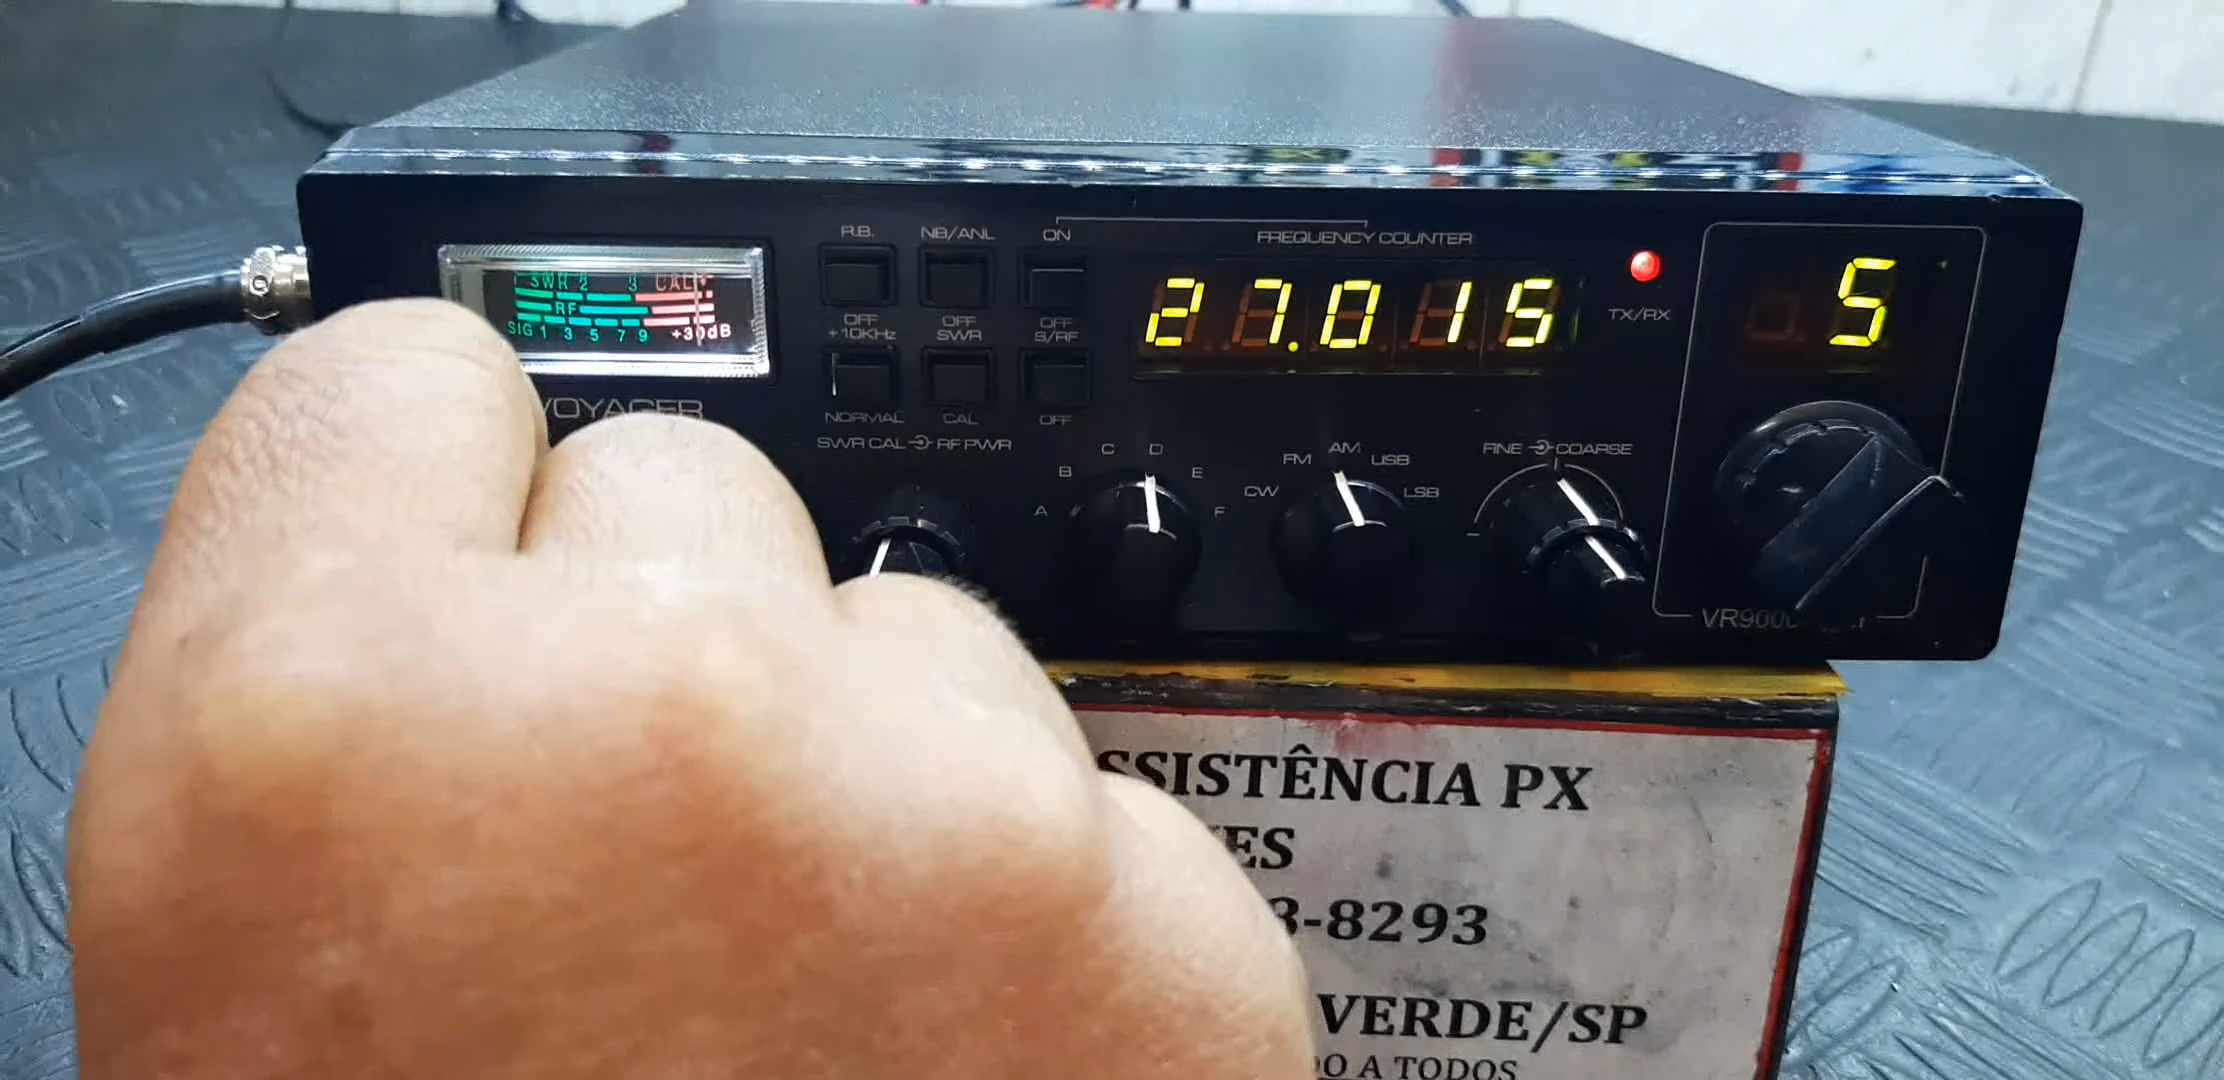 R.B. NB/ANL ON
FREQUENCY COUNTER
SWR 2 3 CAL
RF
SIG 1 3 5 7 9 +30dB
OFF OFF OFF
+10KHz SWR S/RF
27.015
TX/RX
5
NORMAL CAL OFF
VOYAGER
SWR CAL RF PWR
A B C D E F
CW FM AM USB LSB
FINE COARSE
SSISTÊNCIA PX
ES
3-8293
VERDE/SP
O A TODOS